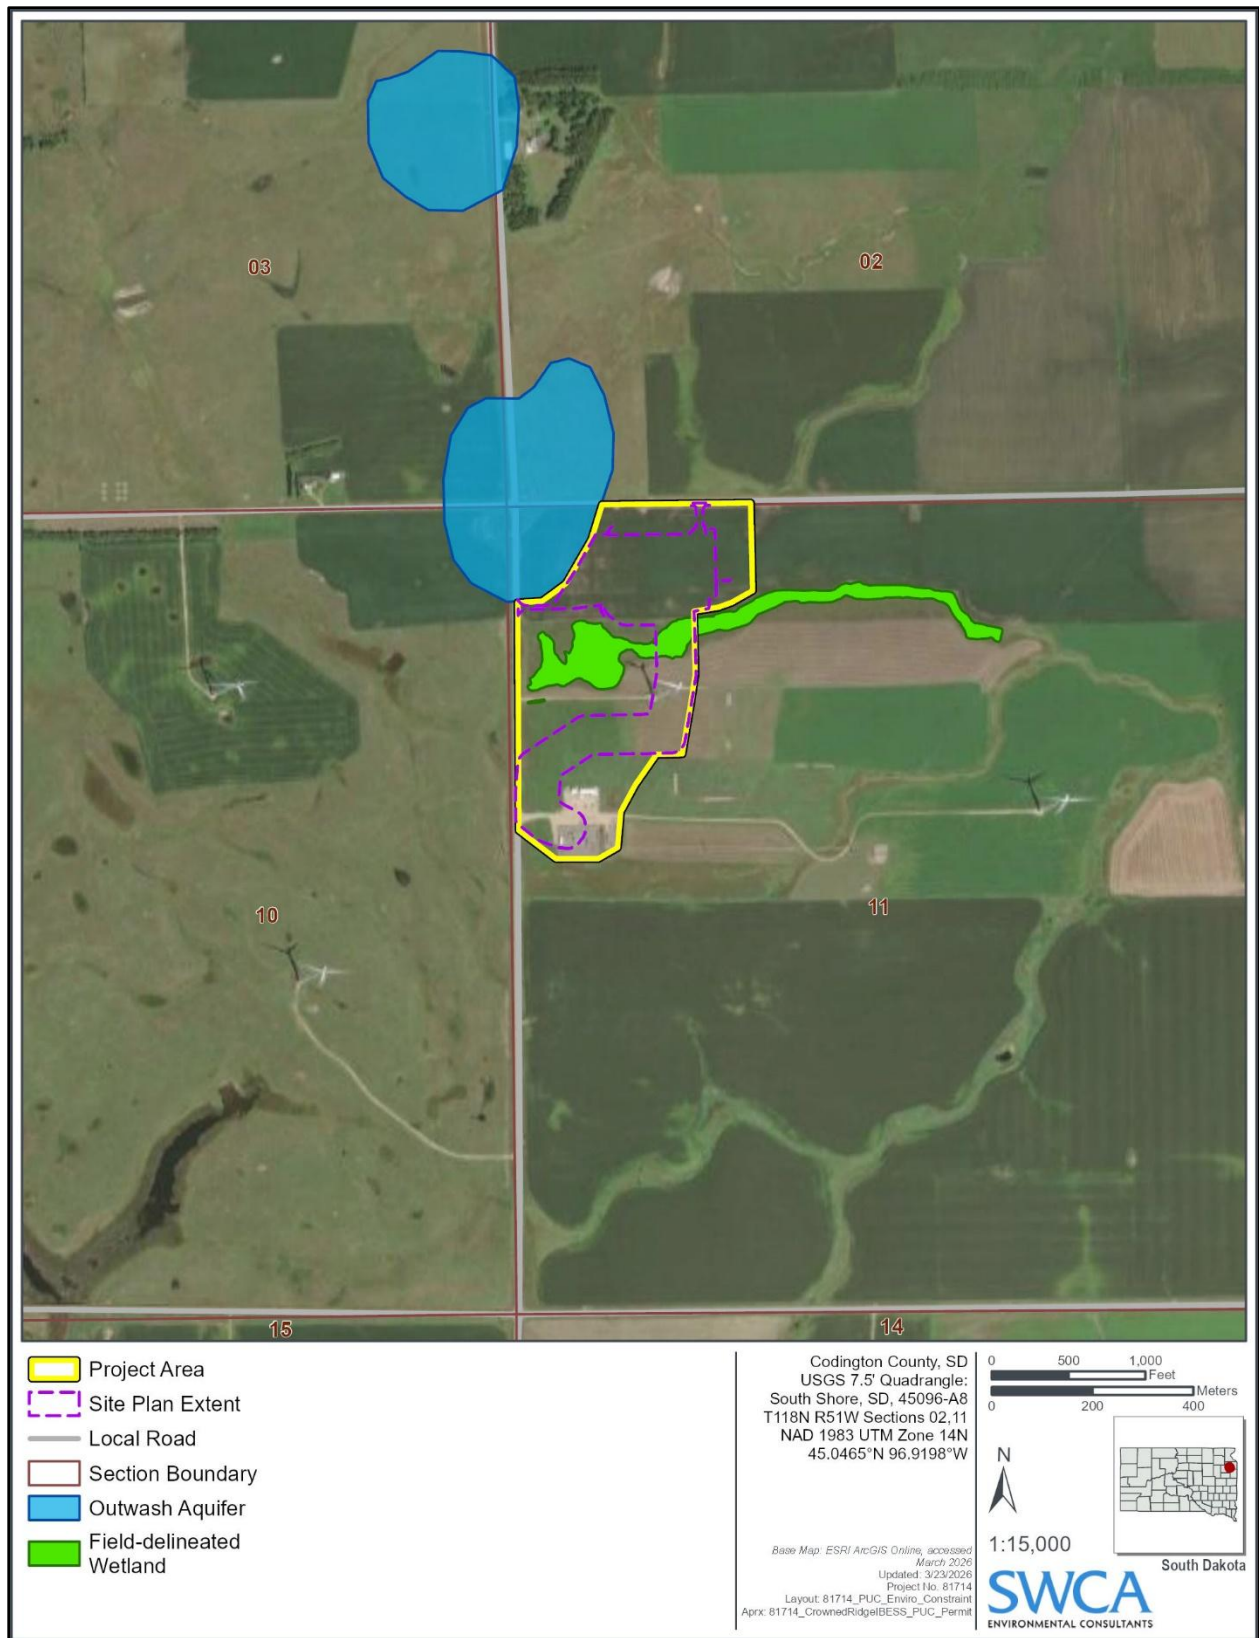 03
02
10
11
15
14
Project Area
Site Plan Extent
Local Road
Section Boundary
Outwash Aquifer
Field-delineated
Wetland
Codington County, SD
USGS 7.5' Quadrangle:
South Shore, SD, 45096-A8
T118N R51W Sections 02,11
NAD 1983 UTM Zone 14N
45.0465°N 96.9198°W
Base Map: ESRI ArcGIS Online, accessed
March 2026
Updated: 3/23/2026
Project No. 81714
Layout: 81714_PUC_Enviro_Constraint
Aprx: 81714_CrownedRidgeIBESS_PUC_Permit
0 500 1,000
Feet
Meters
0 200 400
N
1:15,000
South Dakota
SWCA
ENVIRONMENTAL CONSULTANTS